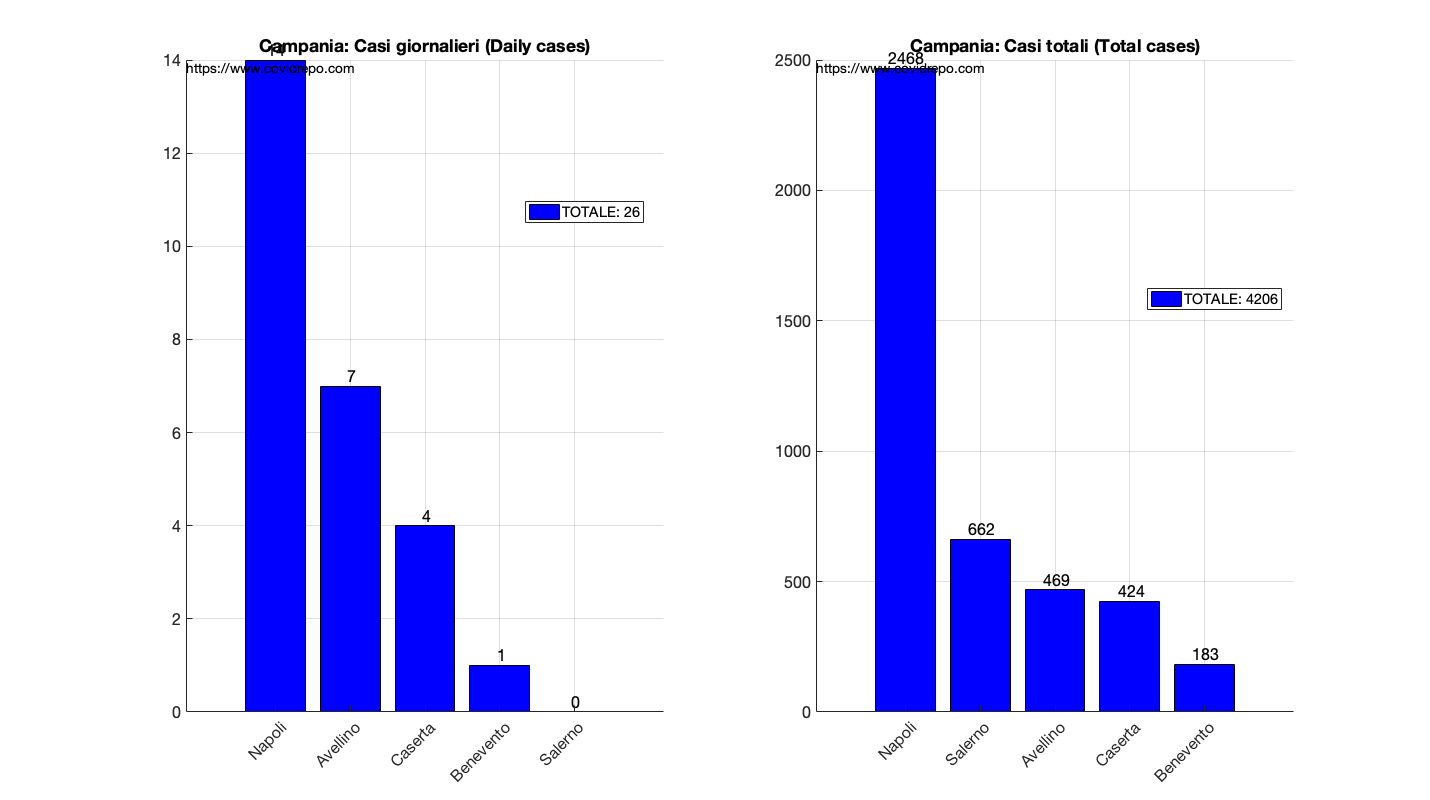 Campania: Casi giornalieri (Daily cases)
14
https://www.covidrepo.com
14
12
10
8
6
4
2
0
TOTALE: 26
7
4
1
0
Napoli
Avellino
Caserta
Benevento
Salerno
Campania: Casi totali (Total cases)
2468
https://www.covidrepo.com
2500
2000
1500
1000
500
0
TOTALE: 4206
662
469
424
183
Napoli
Salerno
Avellino
Caserta
Benevento